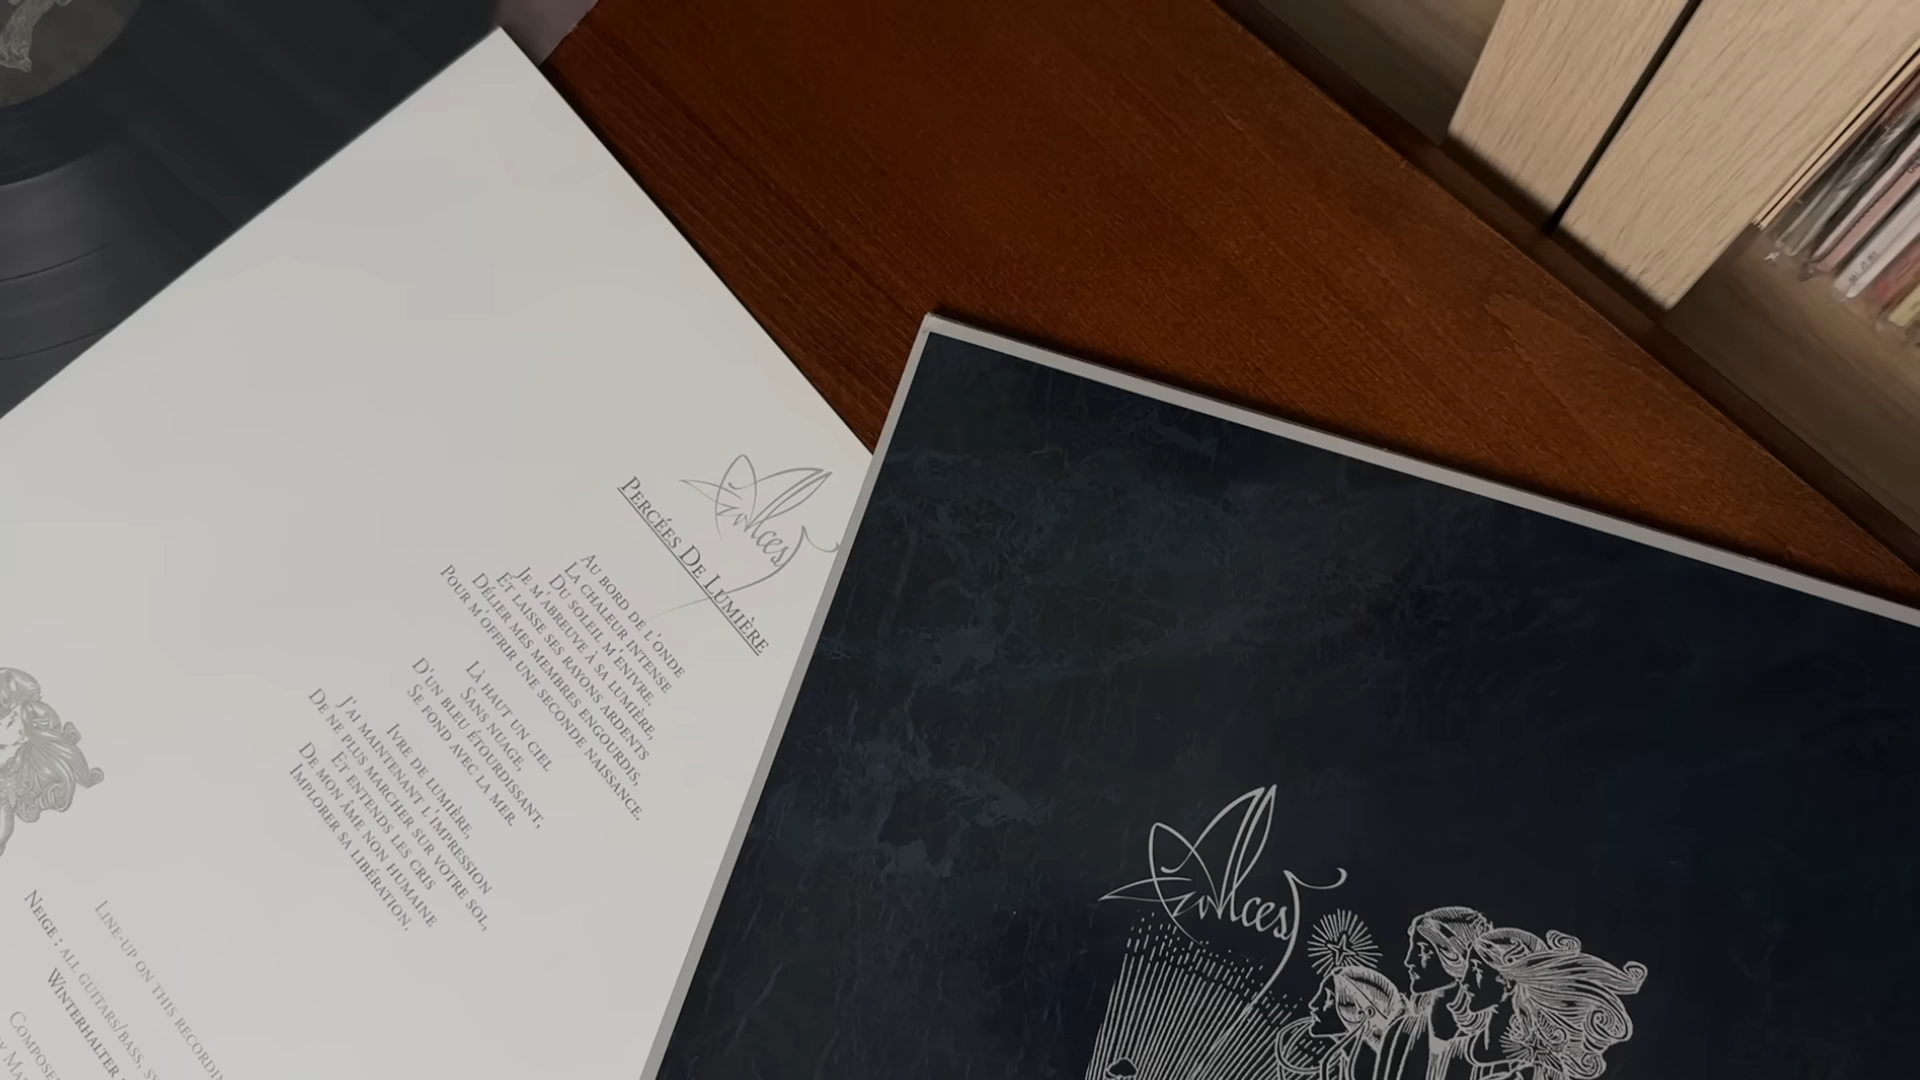 Alcest
Percées De Lumière
Au bord de l'onde
La chaleur intense
Du soleil m'enivre.
Je m'abreuve à sa lumière,
Et laisse ses rayons ardents
Délier mes membres engourdis,
Pour m'offrir une seconde naissance.
Là haut un ciel
Sans nuage,
D'un bleu étourdissant,
Se fond avec la mer.
Ivre de lumière,
J'ai maintenant l'impression
De ne plus marcher sur votre sol,
Et entends les cris
De mon âme non humaine
Implorer sa libération.
Line-up on this
Neige : all guitars/bass,
Winterhalter
Alcest